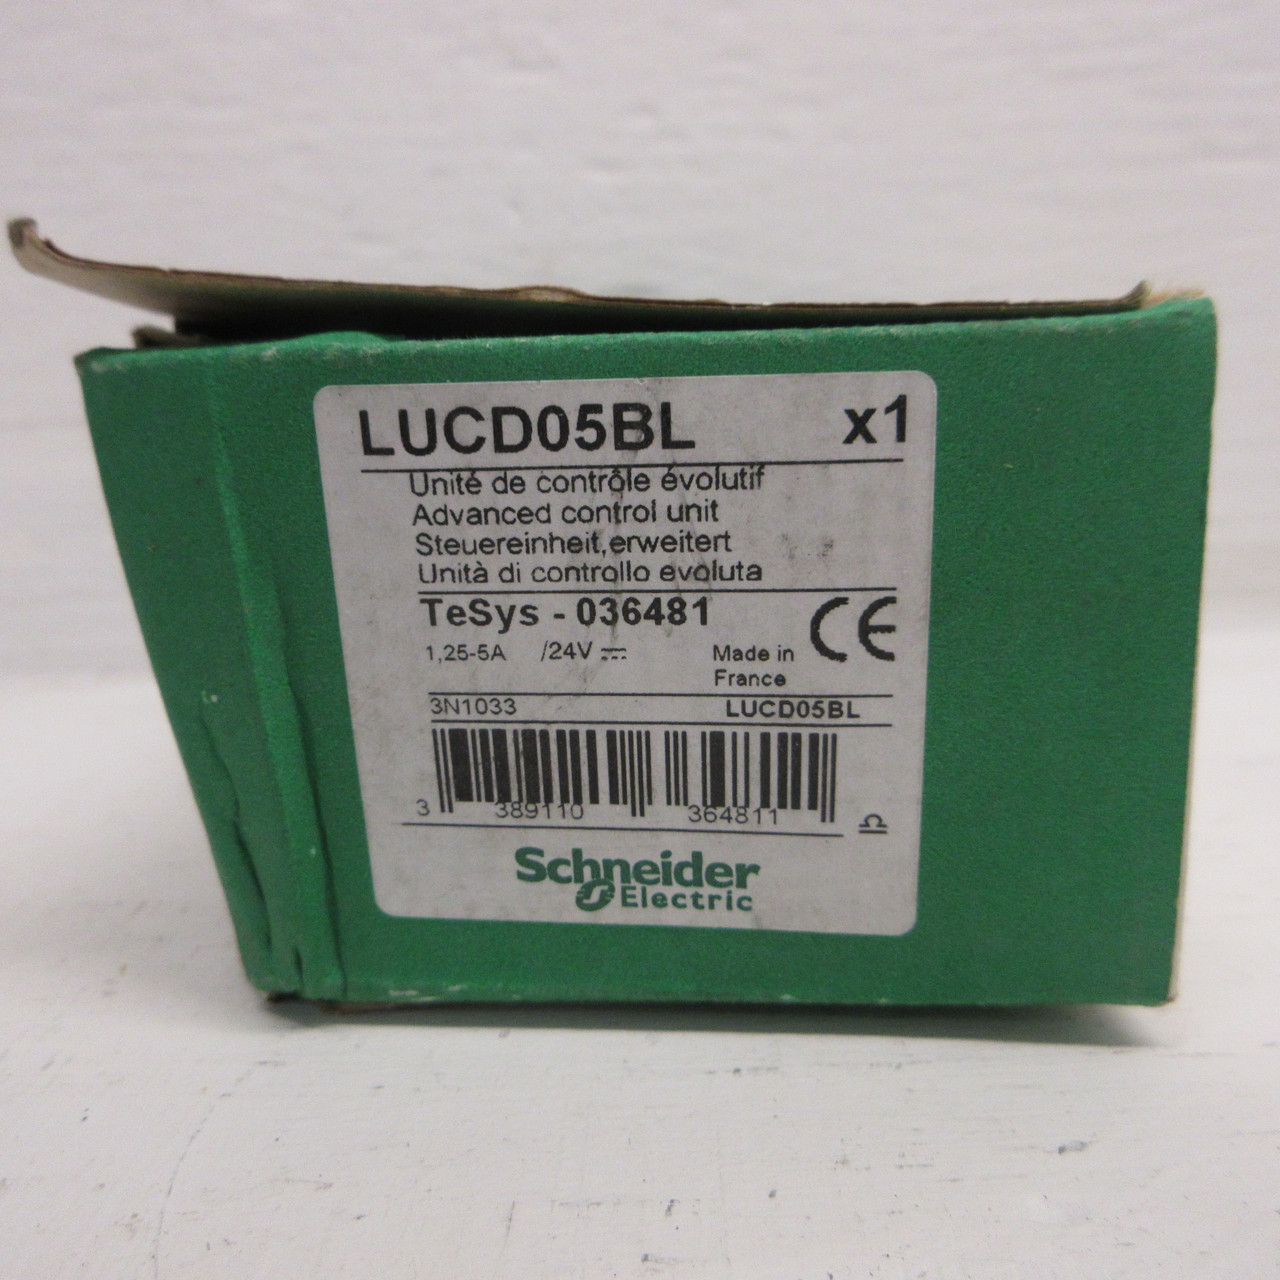 LUCD05BL x1
Unité de contrôle évolutif
Advanced control unit
Steuereinheit,erweitert
Unità di controllo evoluta
TeSys - 036481
CE
1,25-5A /24V
Made in
France
3N1033 LUCD05BL
3 389110 364811
Schneider
Electric